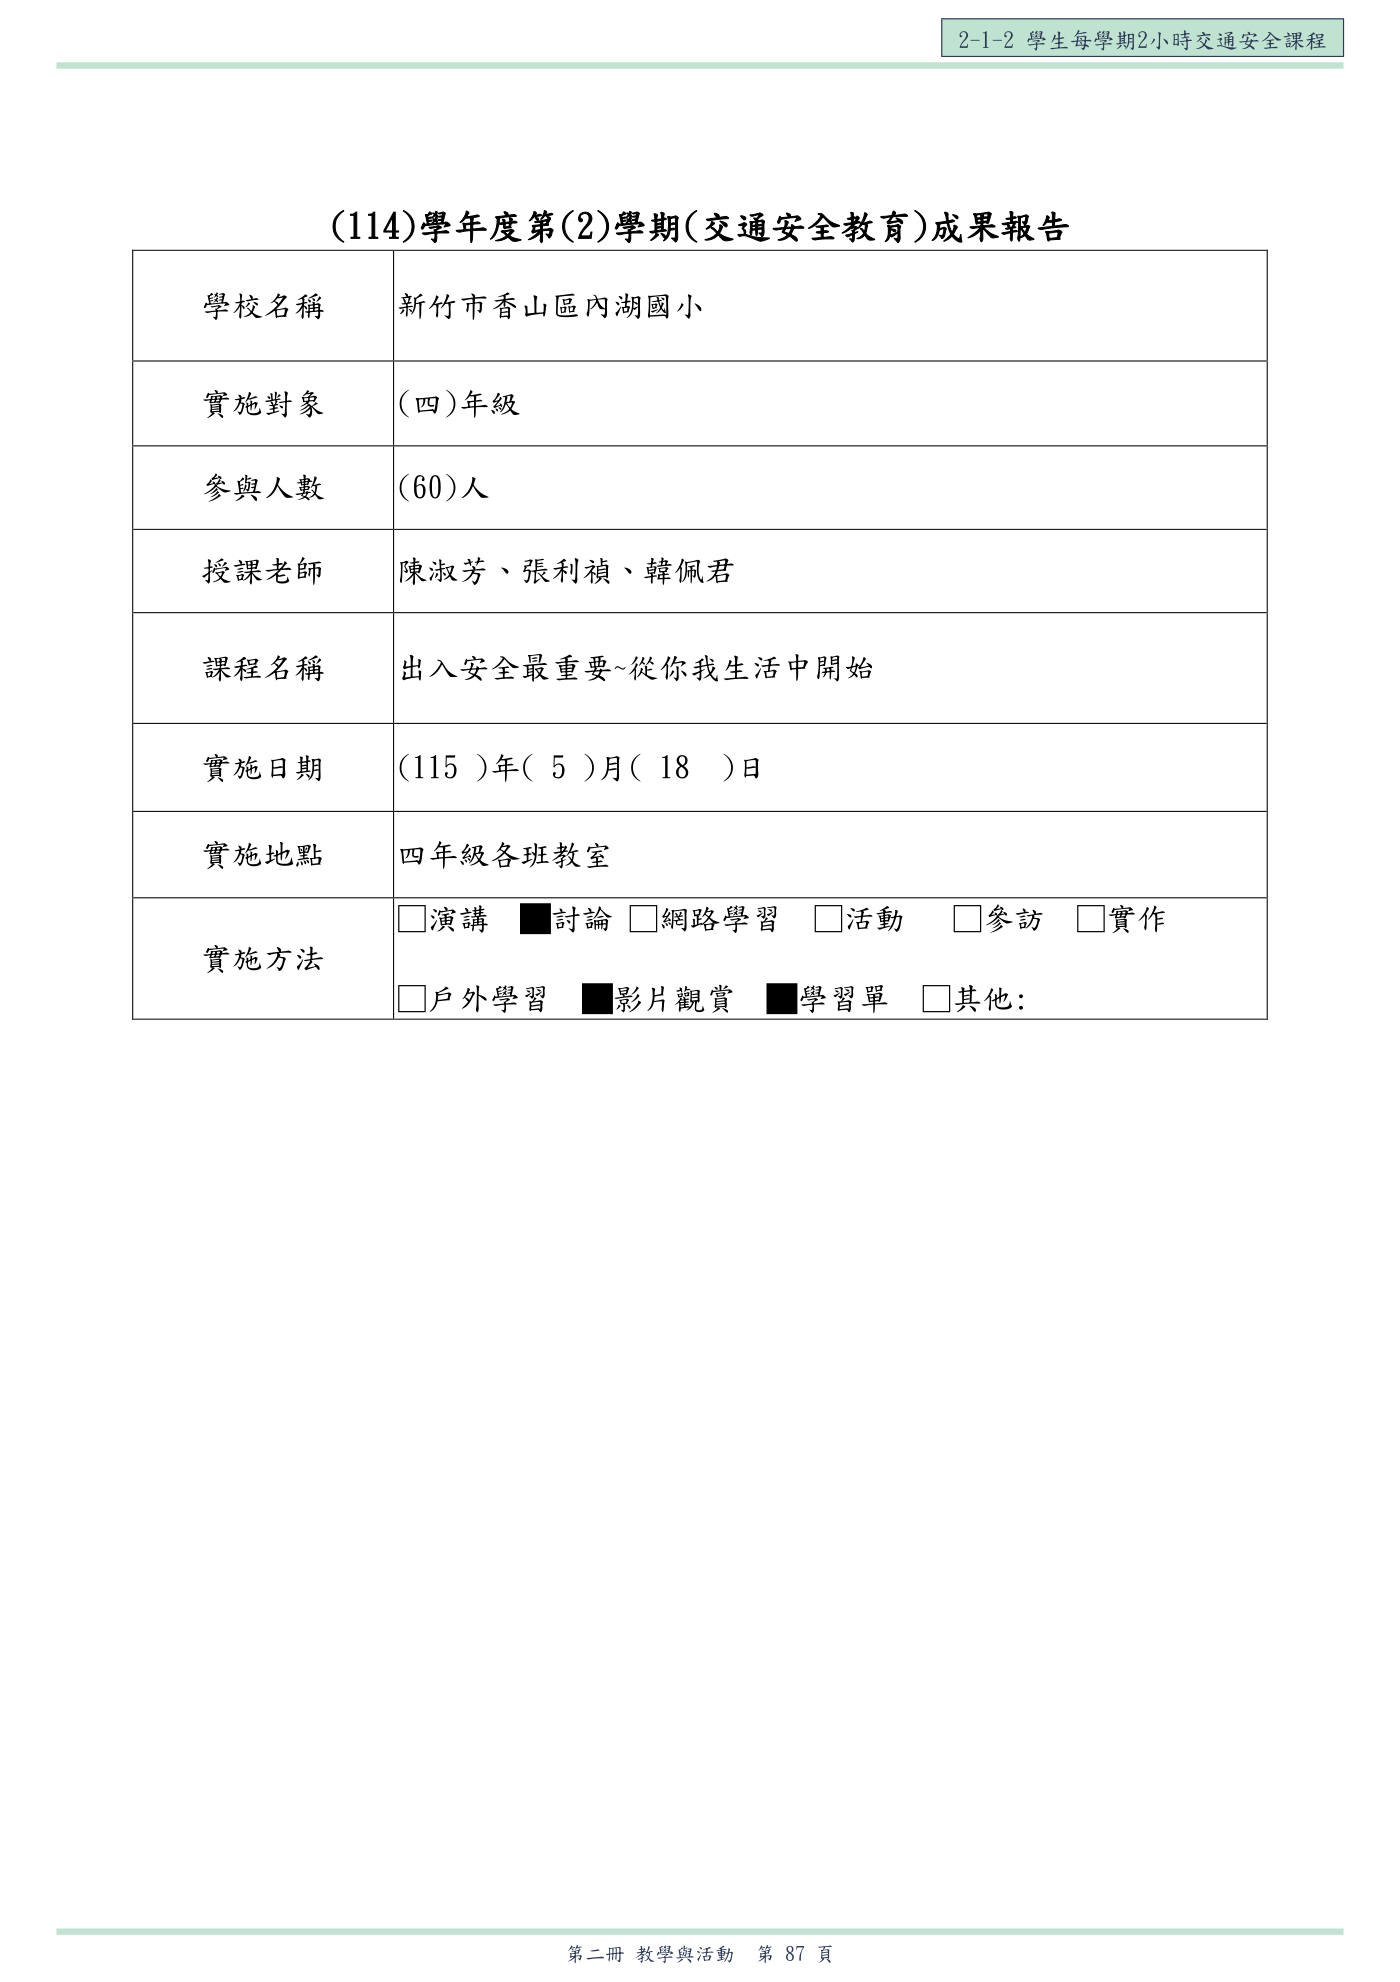 2-1-2 學生每學期2小時交通安全課程
(114)學年度第(2)學期(交通安全教育)成果報告
學校名稱 新竹市香山區內湖國小
實施對象 (四)年級
參與人數 (60)人
授課老師 陳淑芳、張利禎、韓佩君
課程名稱 出入安全最重要~從你我生活中開始
實施日期 (115 )年( 5 )月( 18 )日
實施地點 四年級各班教室
實施方法
□演講 ■討論 □網路學習 □活動 □參訪 □實作
□戶外學習 ■影片觀賞 ■學習單 □其他:
第二冊 教學與活動 第 87 頁